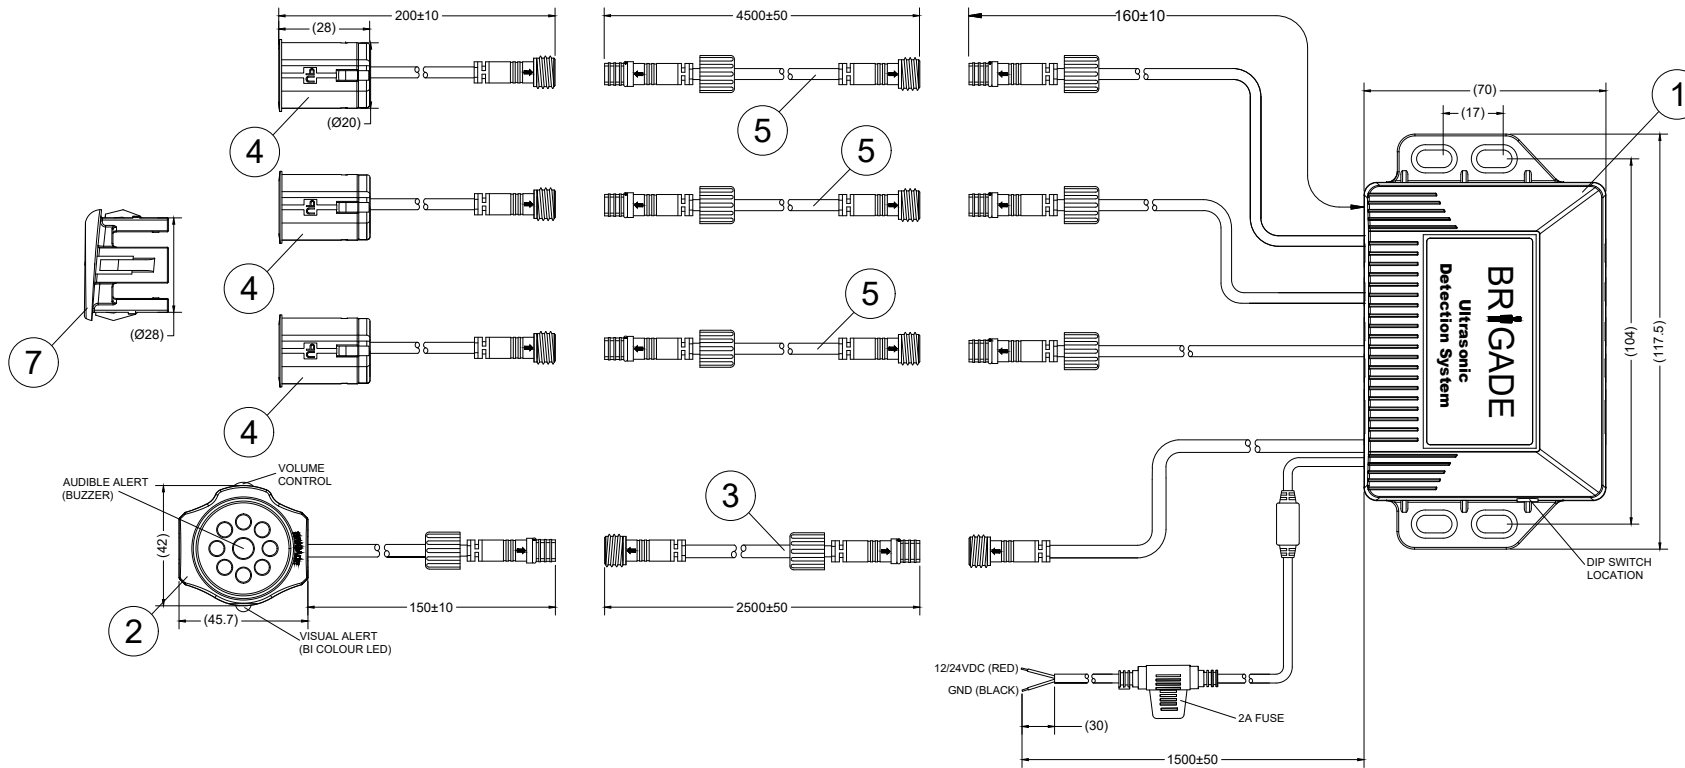 200±10
4500±50
160±10
(28)
(70)
1
(17)
(Ø20)
4
5
5
4
5
(Ø28)
7
4
BRIGADE
Ultrasonic
Detection System
(104)
(117.5)
VOLUME
CONTROL
AUDIBLE ALERT
(BUZZER)
3
(42)
DIP SWITCH
LOCATION
150±10
2500±50
2
(45.7)
VISUAL ALERT
(BI COLOUR LED)
12/24VDC (RED)
GND (BLACK)
2A FUSE
(30)
1500±50